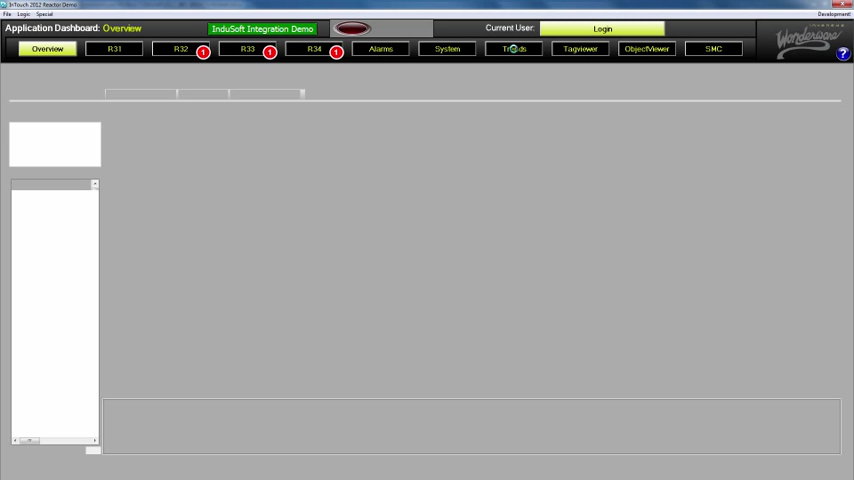 InTouch 2012 Reactor Demo
File Logic Special Development!
Application Dashboard: Overview InduSoft Integration Demo Current User: Login
Wonderware
Overview R31 R32 1 R33 1 R34 1 Alarms System Trends Tagviewer ObjectViewer SMC ?